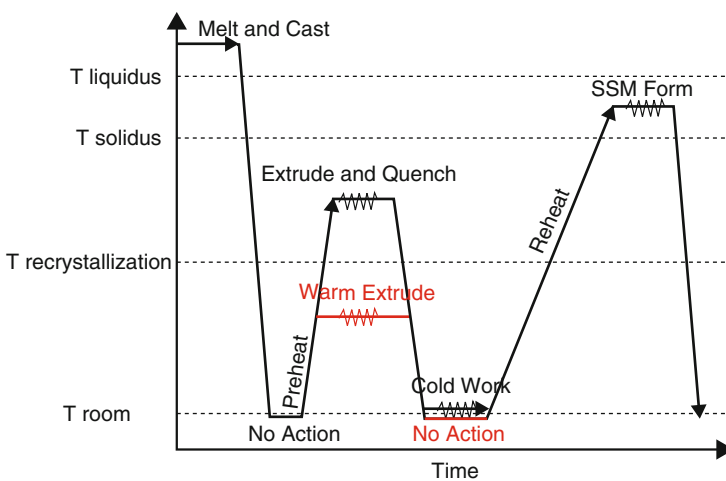 Melt and Cast
T liquidus
SSM Form
T solidus
Extrude and Quench
Reheat
T recrystallization
Warm Extrude
Preheat
Cold Work
T room
No Action
No Action
Time